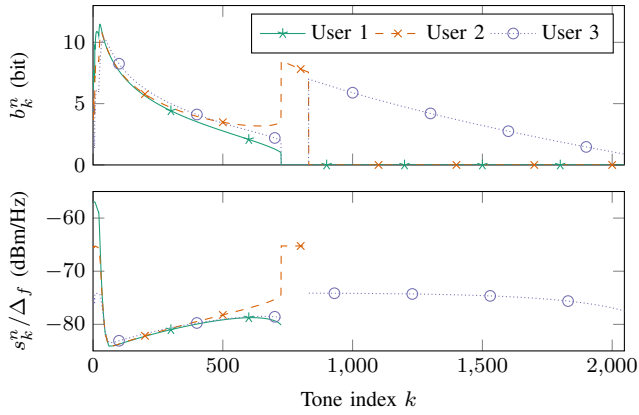 User 1 User 2 User 3
10
5
0
b_k^n (bit)
−60
−70
−80
s_k^n/Δ_f (dBm/Hz)
0 500 1,000 1,500 2,000
Tone index k